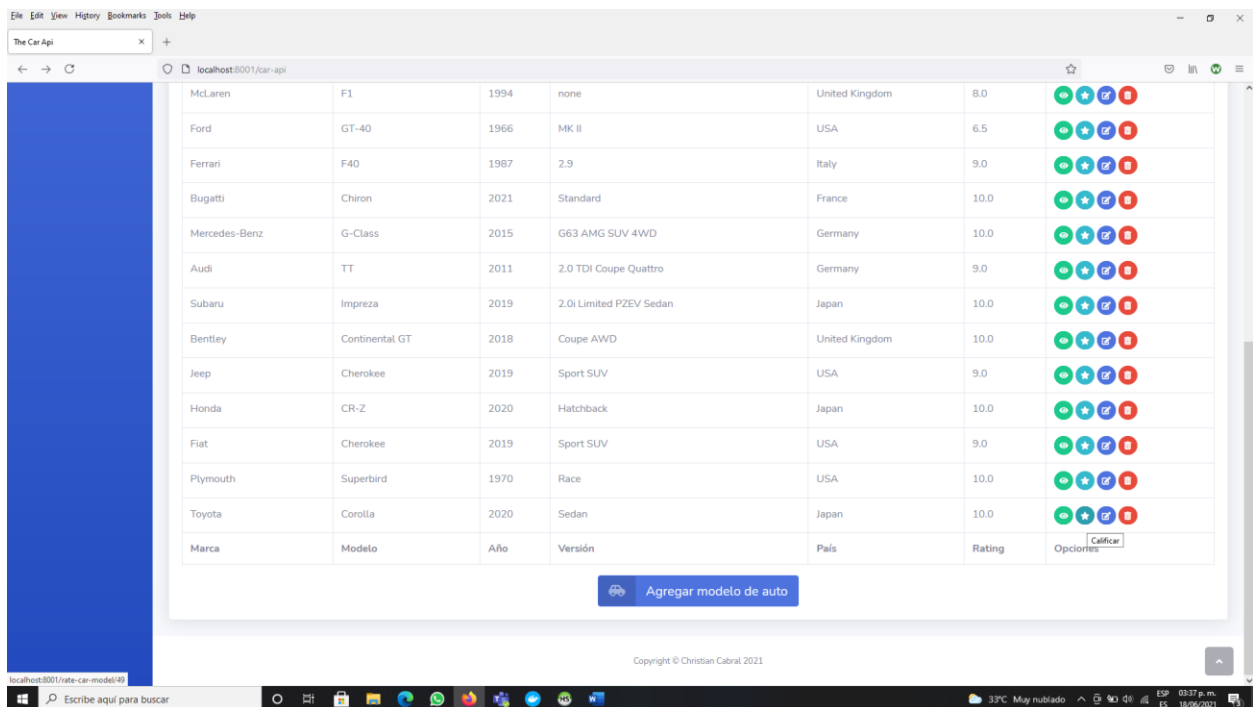 File Edit View History Bookmarks Tools Help
The Car Api
localhost:8001/car-api
McLaren F1 1994 none United Kingdom 8.0
Ford GT-40 1966 MK II USA 6.5
Ferrari F40 1987 2.9 Italy 9.0
Bugatti Chiron 2021 Standard France 10.0
Mercedes-Benz G-Class 2015 G63 AMG SUV 4WD Germany 10.0
Audi TT 2011 2.0 TDI Coupe Quattro Germany 9.0
Subaru Impreza 2019 2.0i Limited PZEV Sedan Japan 10.0
Bentley Continental GT 2018 Coupe AWD United Kingdom 10.0
Jeep Cherokee 2019 Sport SUV USA 9.0
Honda CR-Z 2020 Hatchback Japan 10.0
Fiat Cherokee 2019 Sport SUV USA 9.0
Plymouth Superbird 1970 Race USA 10.0
Toyota Corolla 2020 Sedan Japan 10.0
Calificar
Marca Modelo Año Versión País Rating Opciones
Agregar modelo de auto
Copyright © Christian Cabral 2021
localhost:8001/rate-car-model/49
Escribe aquí para buscar
33°C Muy nublado ESP 03:37 p. m.
ES 18/06/2021